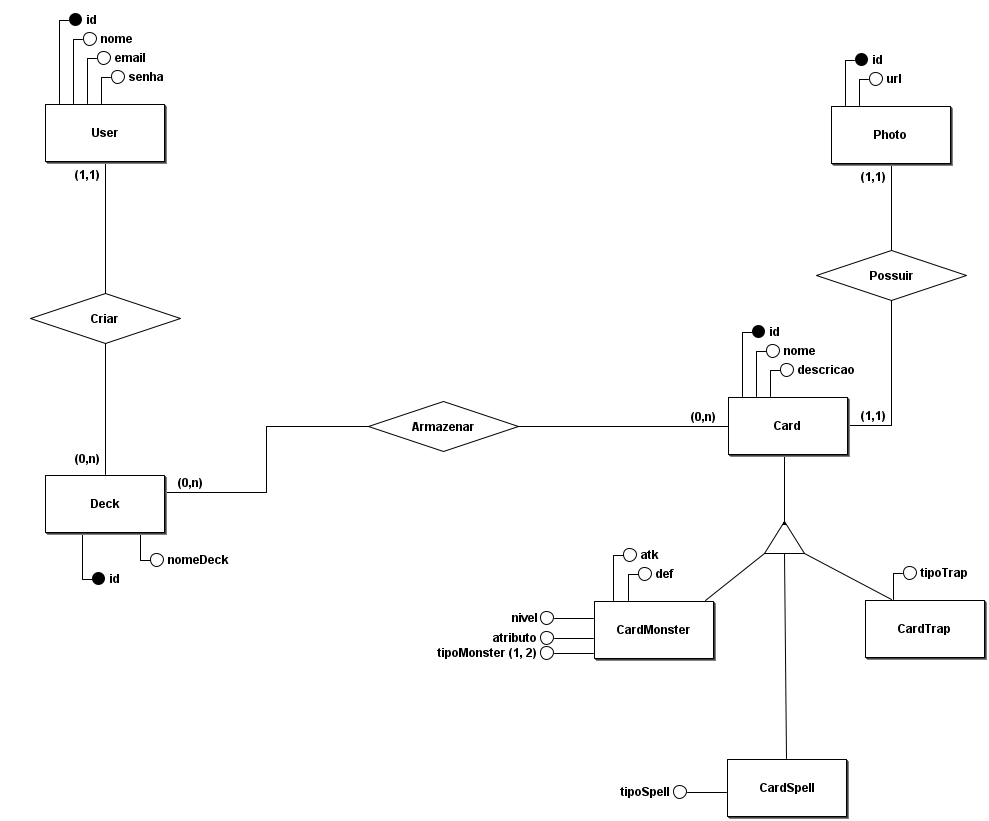 id
nome
email
senha
User
(1,1)
id
url
Photo
(1,1)
Possuir
Criar
id
nome
descricao
Card
(1,1)
(0,n)
Armazenar
(0,n)
(0,n)
Deck
nomeDeck
id
atk
def
nivel
atributo
tipoMonster (1, 2)
CardMonster
tipoTrap
CardTrap
tipoSpell
CardSpell